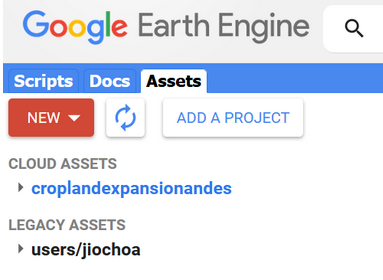 Google Earth Engine
Scripts Docs Assets
NEW ADD A PROJECT
CLOUD ASSETS
croplandexpansionandes
LEGACY ASSETS
users/jiochoa